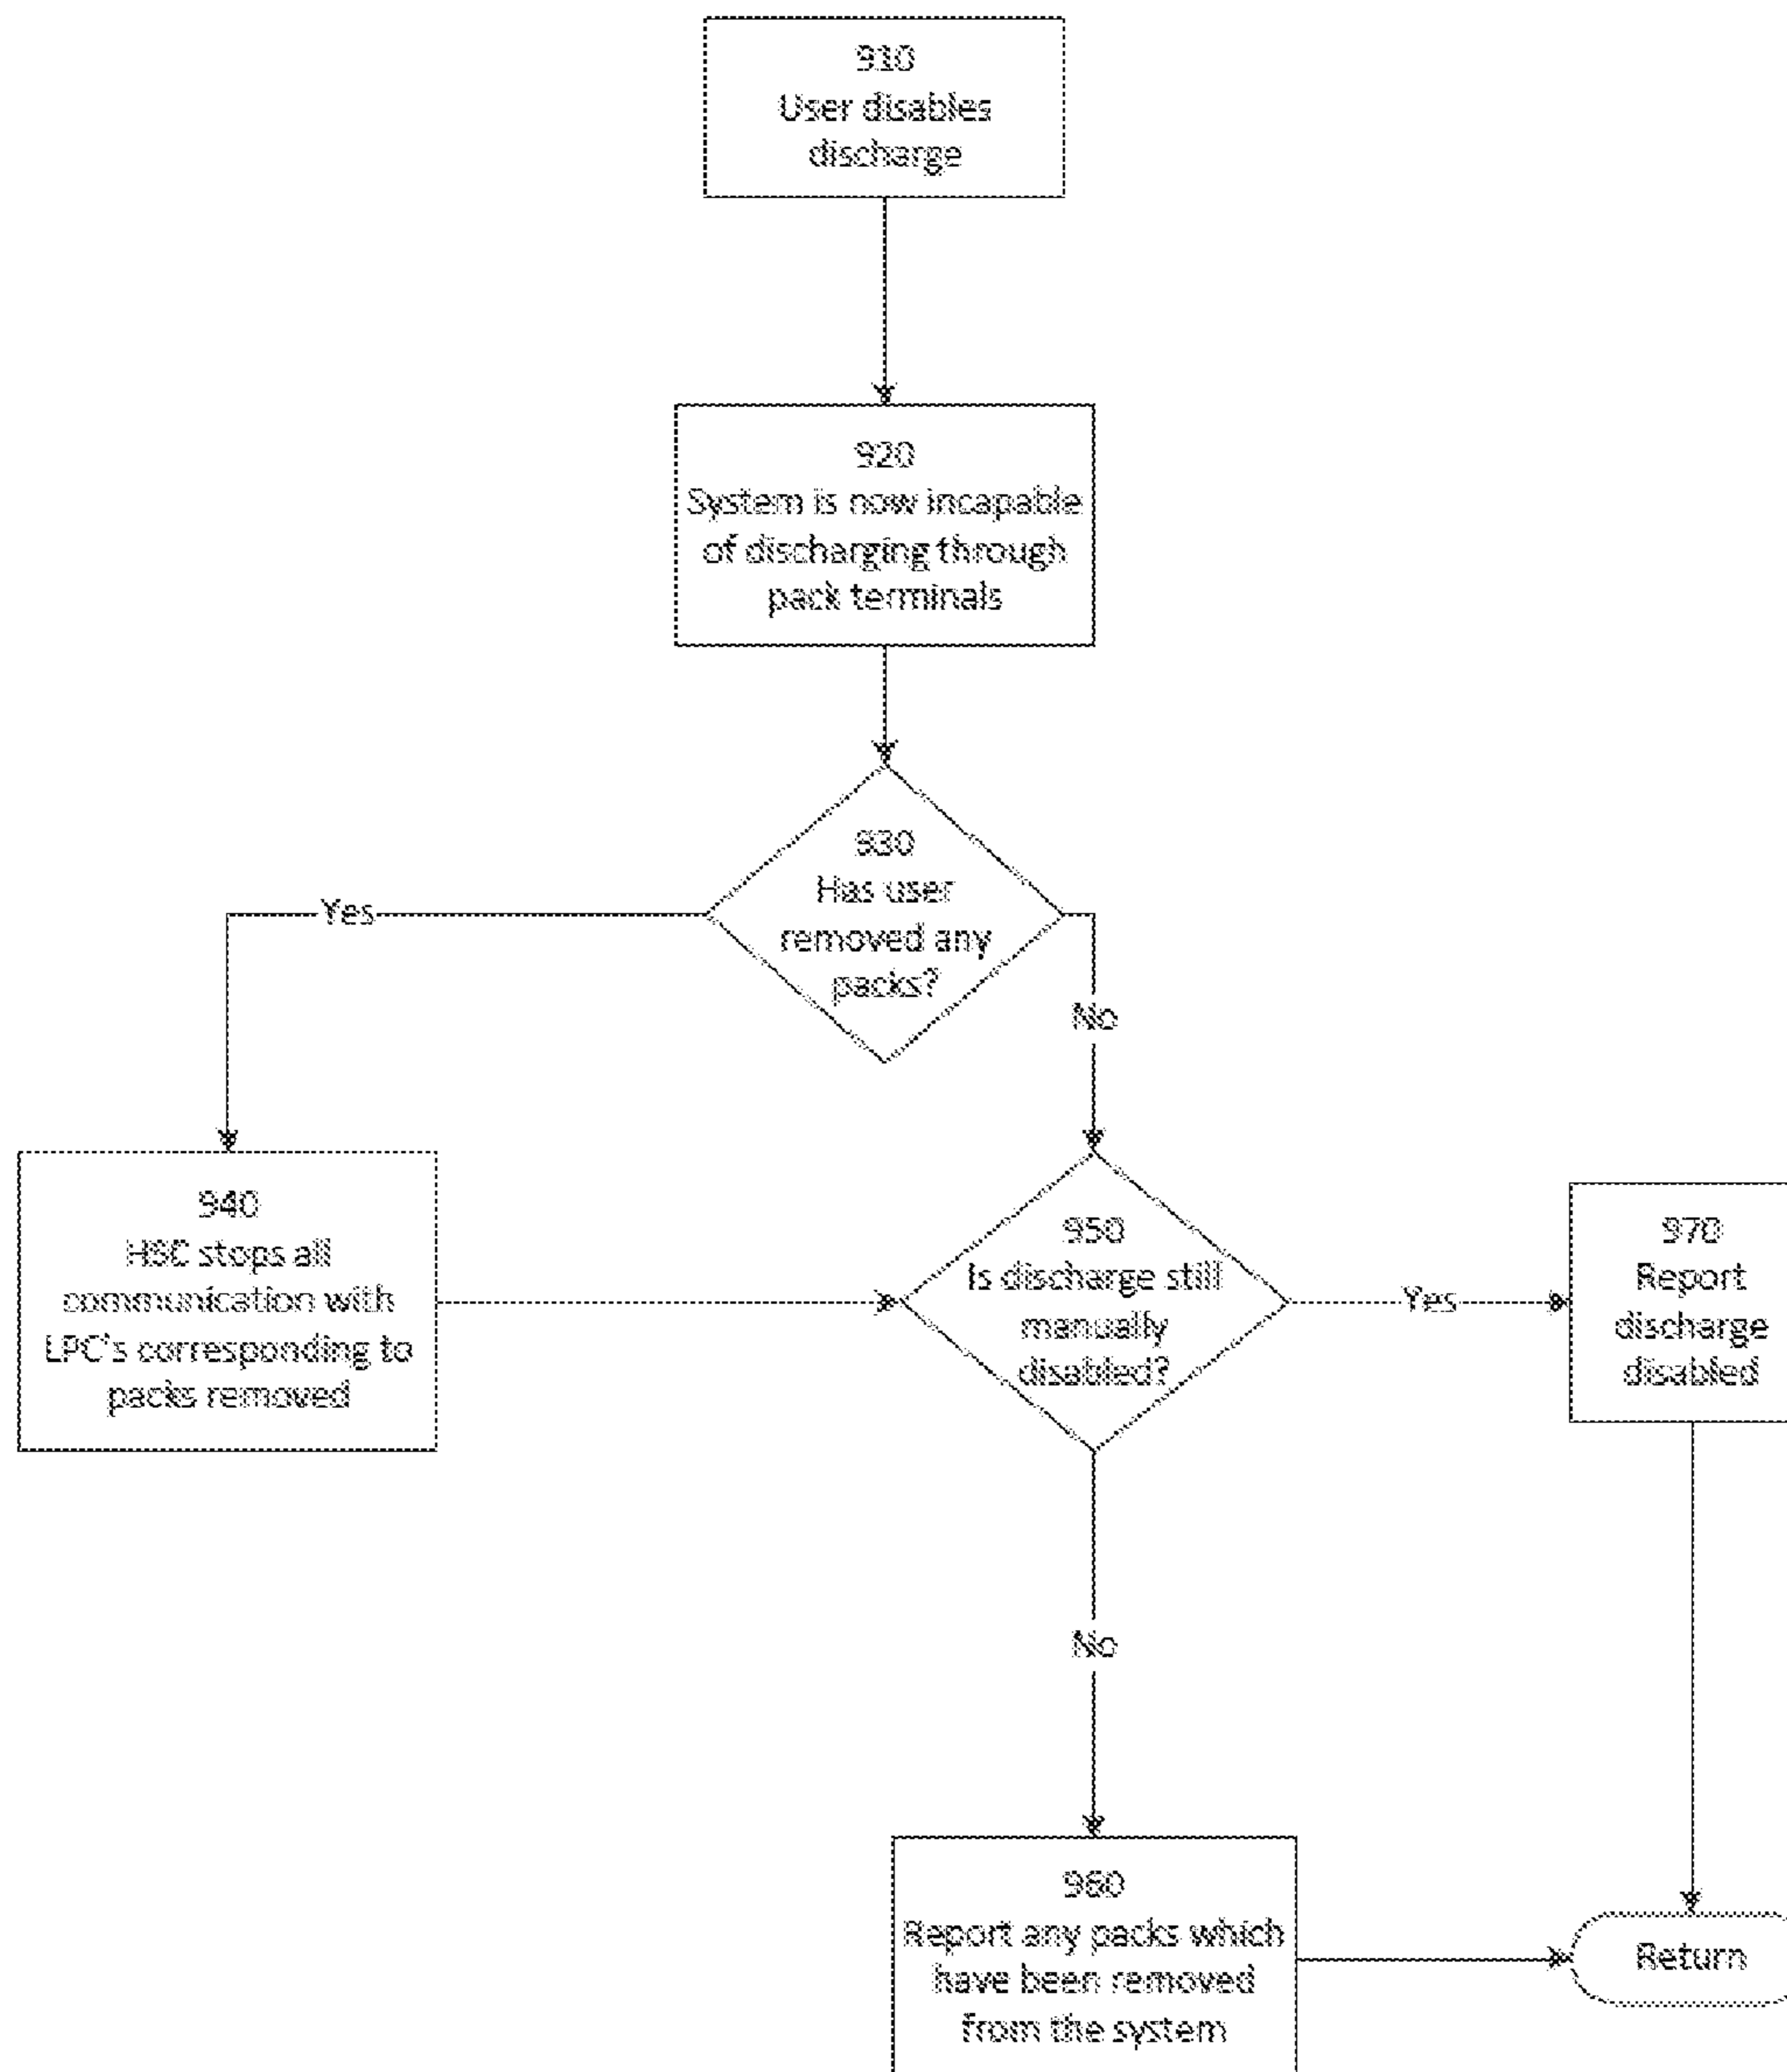 910
User disables
discharge
920
System is now incapable
of discharging through
pack terminals
930
Has user
removed any
packs?
Yes
No
940
HSC stops all
communication with
LPC's corresponding to
packs removed
950
Is discharge still
manually
disabled?
Yes
970
Report
discharge
disabled
No
960
Report any packs which
have been removed
from the system
Return